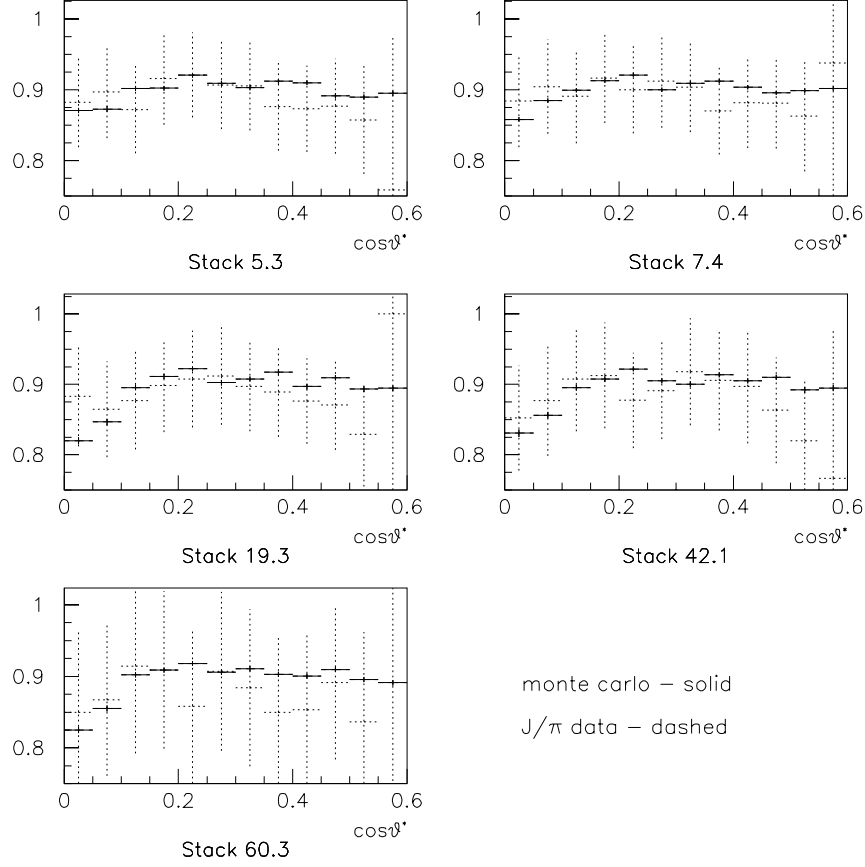 1
0.9
0.8
0 0.2 0.4 0.6
cosϑ*
Stack 5.3
1
0.9
0.8
0 0.2 0.4 0.6
cosϑ*
Stack 7.4
1
0.9
0.8
0 0.2 0.4 0.6
cosϑ*
Stack 19.3
1
0.9
0.8
0 0.2 0.4 0.6
cosϑ*
Stack 42.1
1
0.9
0.8
0 0.2 0.4 0.6
cosϑ*
Stack 60.3
monte carlo – solid
J/π data – dashed